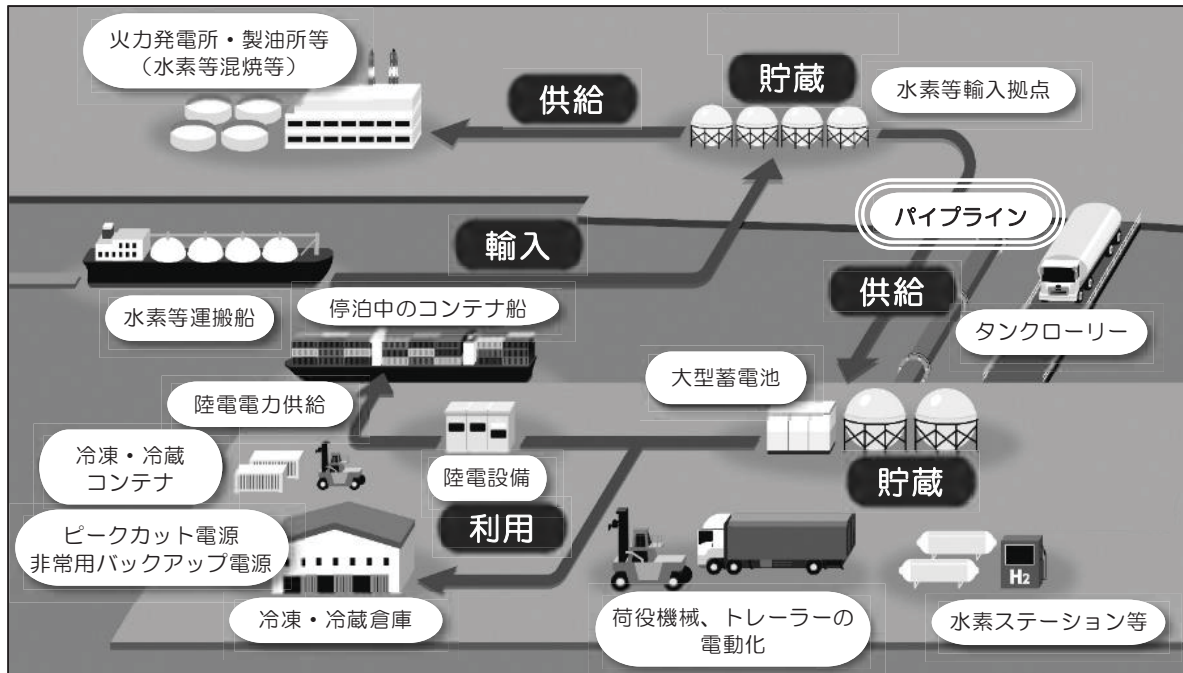 火力発電所・製油所等
（水素等混焼等）
供給
貯蔵
水素等輸入拠点
パイプライン
輸入
供給
水素等運搬船
停泊中のコンテナ船
タンクローリー
大型蓄電池
陸電電力供給
冷凍・冷蔵
コンテナ
陸電設備
貯蔵
利用
ピークカット電源
非常用バックアップ電源
H2
冷凍・冷蔵倉庫
荷役機械、トレーラーの
電動化
水素ステーション等